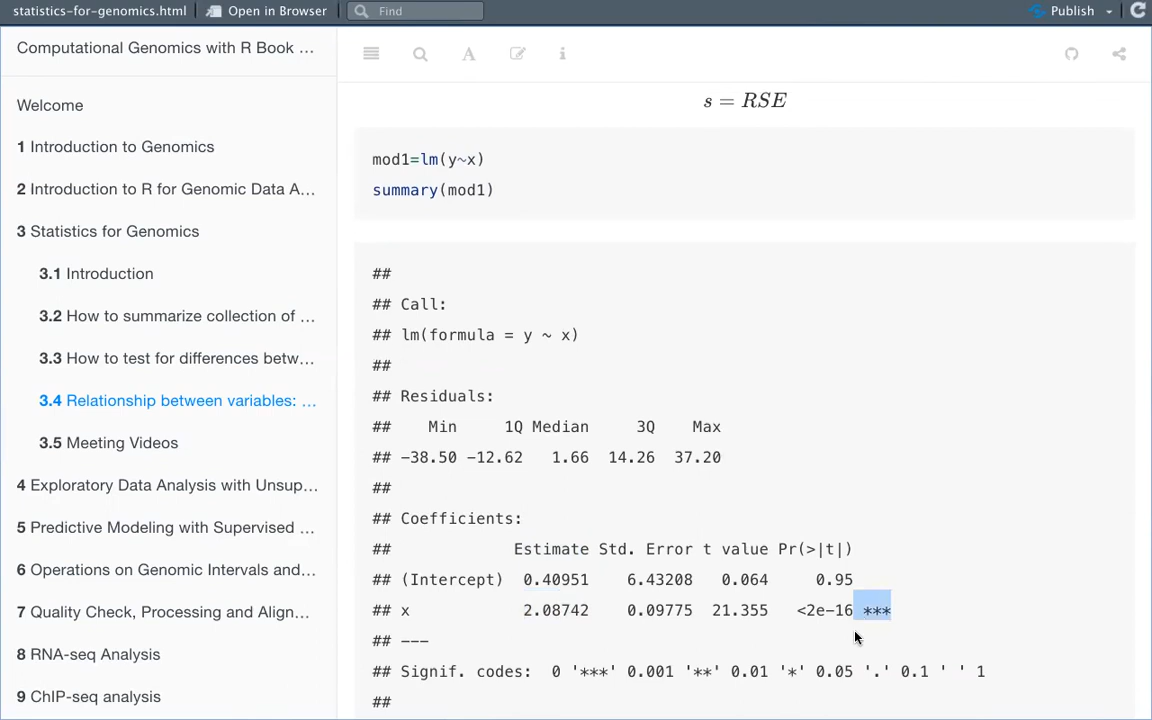 statistics-for-genomics.html Open in Browser Find Publish
Computational Genomics with R Book ...
Welcome
1 Introduction to Genomics
2 Introduction to R for Genomic Data A...
3 Statistics for Genomics
3.1 Introduction
3.2 How to summarize collection of ...
3.3 How to test for differences betw...
3.4 Relationship between variables: ...
3.5 Meeting Videos
4 Exploratory Data Analysis with Unsup...
5 Predictive Modeling with Supervised ...
6 Operations on Genomic Intervals and...
7 Quality Check, Processing and Align...
8 RNA-seq Analysis
9 ChIP-seq analysis
s = RSE
mod1=lm(y~x)
summary(mod1)
##
## Call:
## lm(formula = y ~ x)
##
## Residuals:
##    Min     1Q Median     3Q    Max
## -38.50 -12.62   1.66  14.26  37.20
##
## Coefficients:
##             Estimate Std. Error t value Pr(>|t|)
## (Intercept)  0.40951    6.43208   0.064     0.95
## x            2.08742    0.09775  21.355   <2e-16 ***
## ---
## Signif. codes:  0 '***' 0.001 '**' 0.01 '*' 0.05 '.' 0.1 ' ' 1
##